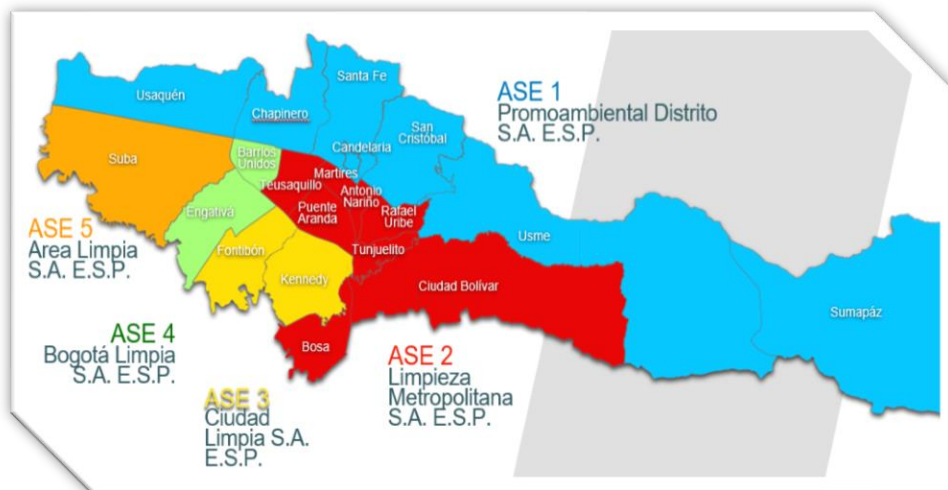 Santa Fe
Usaquén
Chapinero
San
Cristóbal
Candelaria
ASE 1
Promoambiental Distrito
S.A. E.S.P.
Suba
Barrios
Unidos
Martires
Teusaquillo
Antonio
Nariño
Puente
Aranda
Rafael
Uribe
Engativà
Usme
Fontibón
Tunjuelito
Kennedy
Ciudad Bolívar
Sumapáz
Bosa
ASE 5
Area Limpia
S.A. E.S.P.
ASE 4
Bogotá Limpia
S.A. E.S.P.
ASE 3
Ciudad
Limpia S.A.
E.S.P.
ASE 2
Limpieza
Metropolitana
S.A. E.S.P.